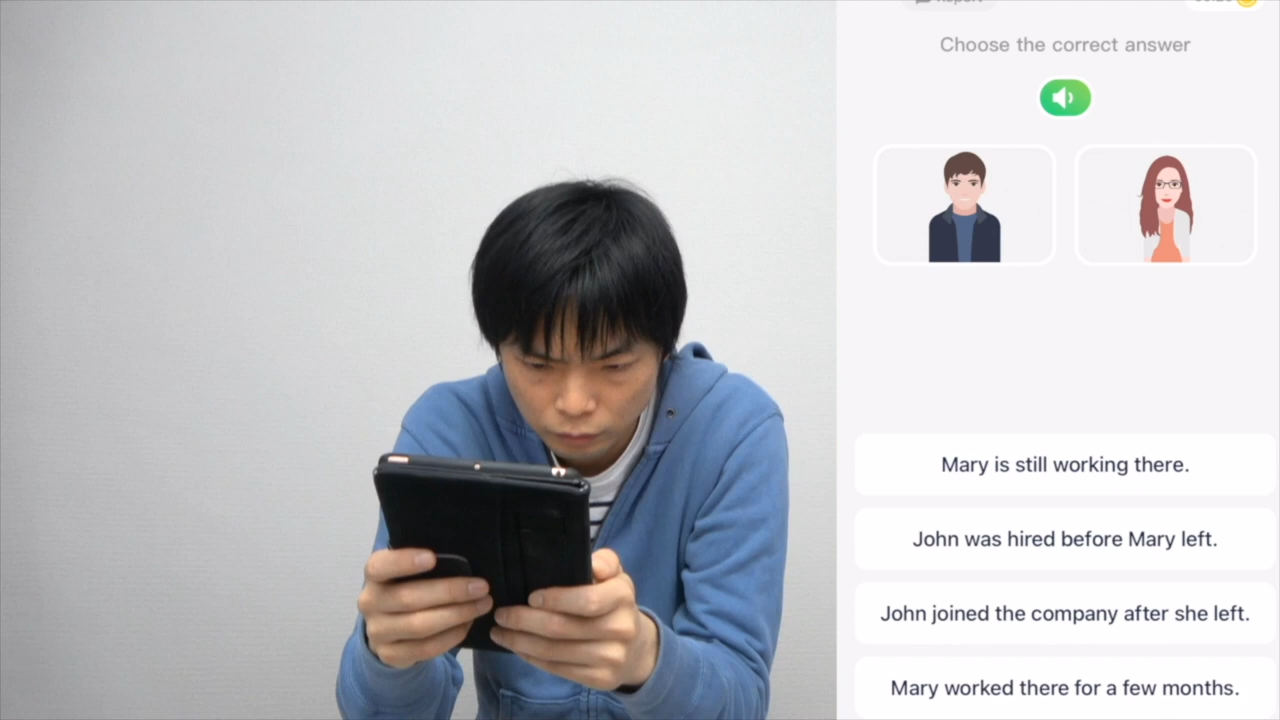 Choose the correct answer
Mary is still working there.
John was hired before Mary left.
John joined the company after she left.
Mary worked there for a few months.